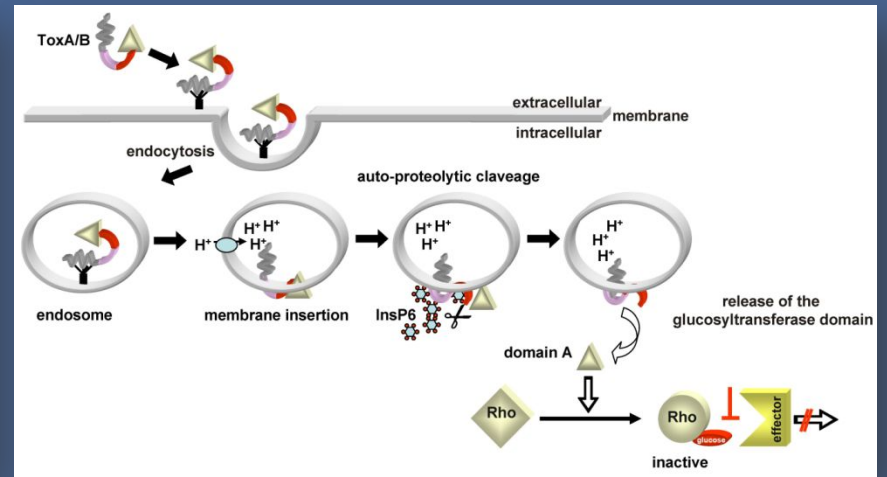 ToxA/B
extracellular
membrane
intracellular
endocytosis
auto-proteolytic claveage
H⁺ H⁺
H⁺ H⁺
H⁺ H⁺
H⁺
H⁺
H⁺
H⁺
endosome
membrane insertion
InsP6
release of the
glucosyltransferase domain
domain A
Rho
Rho
glucose
effector
inactive